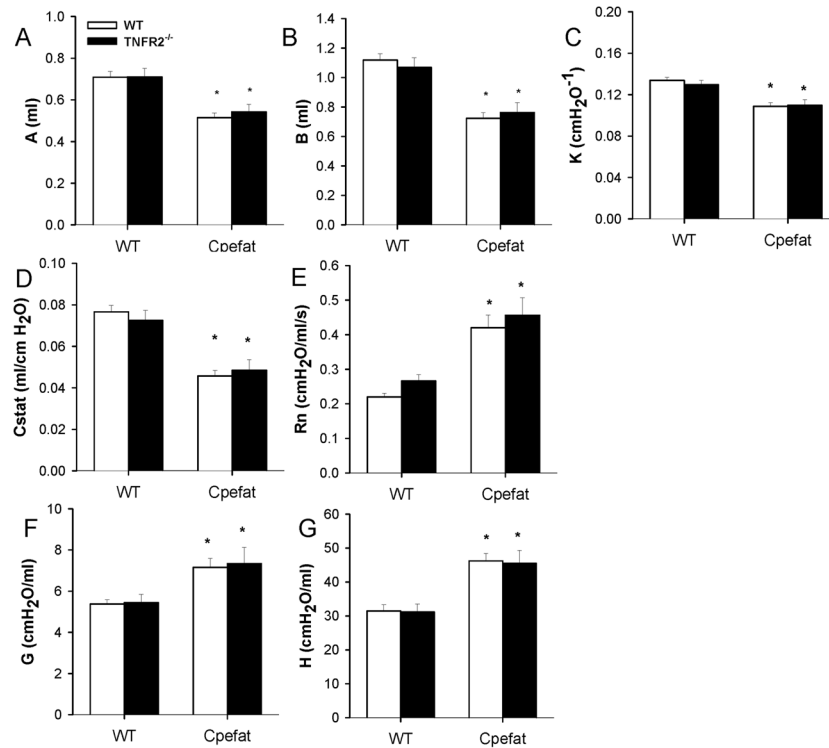 A
WT
TNFR2⁻/⁻
1.0
0.8
0.6
0.4
0.2
0.0
A (ml)
* *
WT Cpefat
B
1.4
1.2
1.0
0.8
0.6
0.4
0.2
0.0
B (ml)
* *
WT Cpefat
C
0.20
0.16
0.12
0.08
0.04
0.00
K (cmH₂O⁻¹)
* *
WT Cpefat
D
0.10
0.08
0.06
0.04
0.02
0.00
Cstat (ml/cm H₂O)
* *
WT Cpefat
E
0.6
0.5
0.4
0.3
0.2
0.1
0.0
Rn (cmH₂O/ml/s)
* *
WT Cpefat
F
10
8
6
4
2
0
G (cmH₂O/ml)
* *
WT Cpefat
G
60
50
40
30
20
10
0
H (cmH₂O/ml)
* *
WT Cpefat